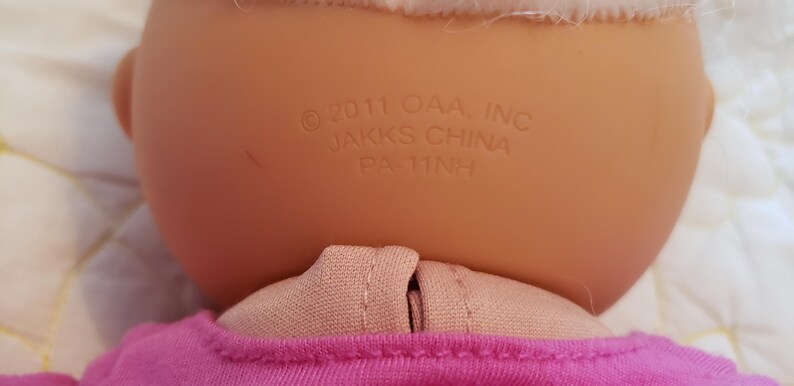 © 2011 OAA, INC
JAKKS CHINA
PA-11NH